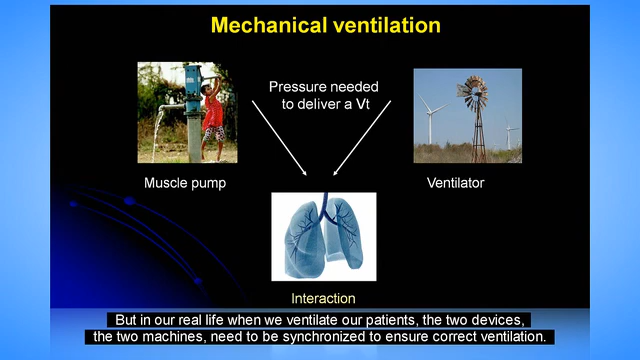 Mechanical ventilation
Pressure needed
to deliver a Vt
Muscle pump
Ventilator
Interaction
But in our real life when we ventilate our patients, the two devices,
the two machines, need to be synchronized to ensure correct ventilation.